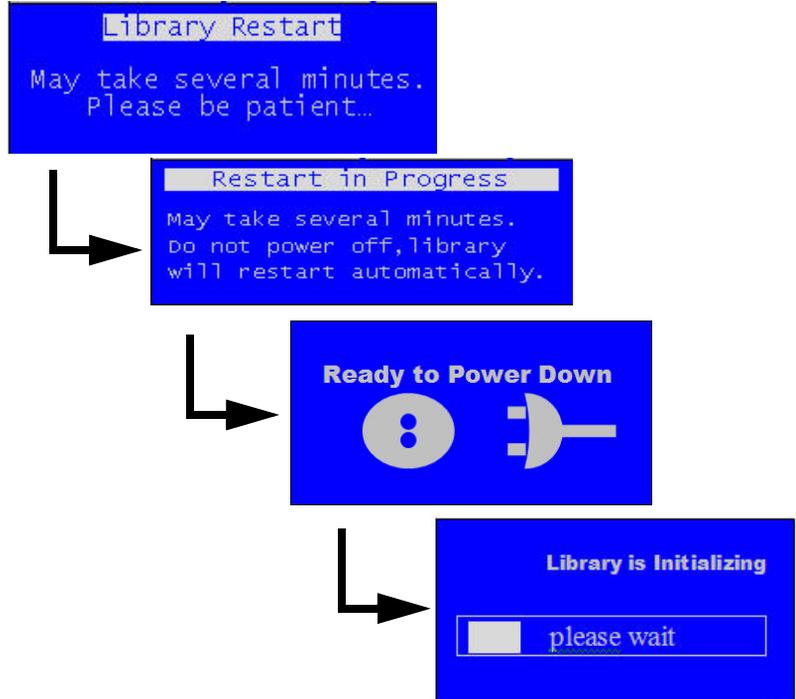 Library Restart
May take several minutes.
Please be patient…
Restart in Progress
May take several minutes.
Do not power off,library
will restart automatically.
Ready to Power Down
Library is Initializing
please wait